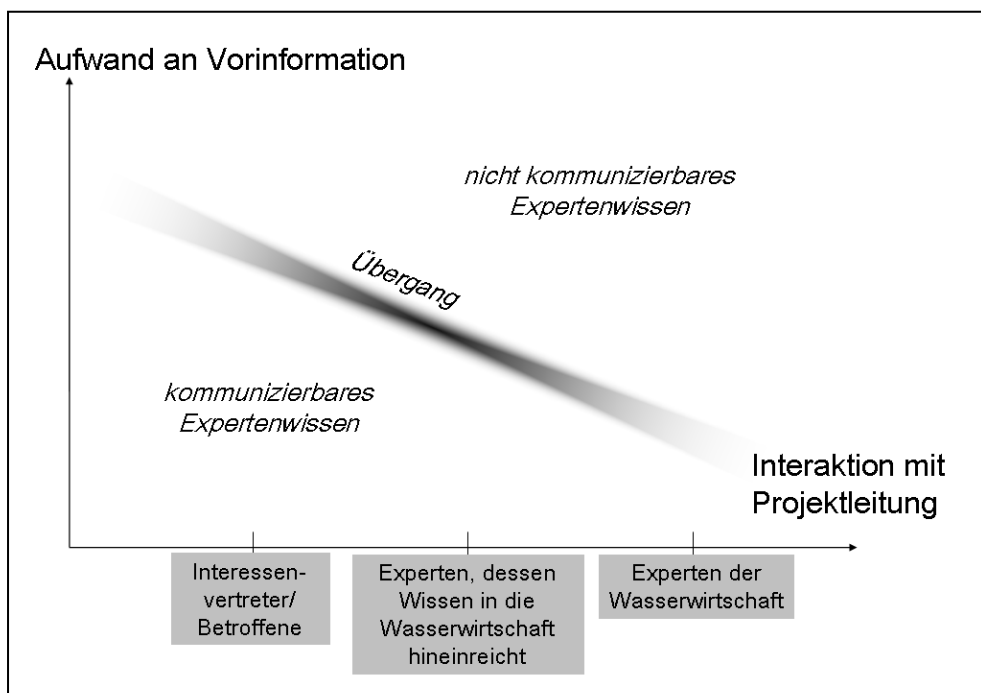 Aufwand an Vorinformation
nicht kommunizierbares
Expertenwissen
Übergang
kommunizierbares
Expertenwissen
Interaktion mit
Projektleitung
Interessen-
vertreter/
Betroffene
Experten, dessen
Wissen in die
Wasserwirtschaft
hineinreicht
Experten der
Wasserwirtschaft